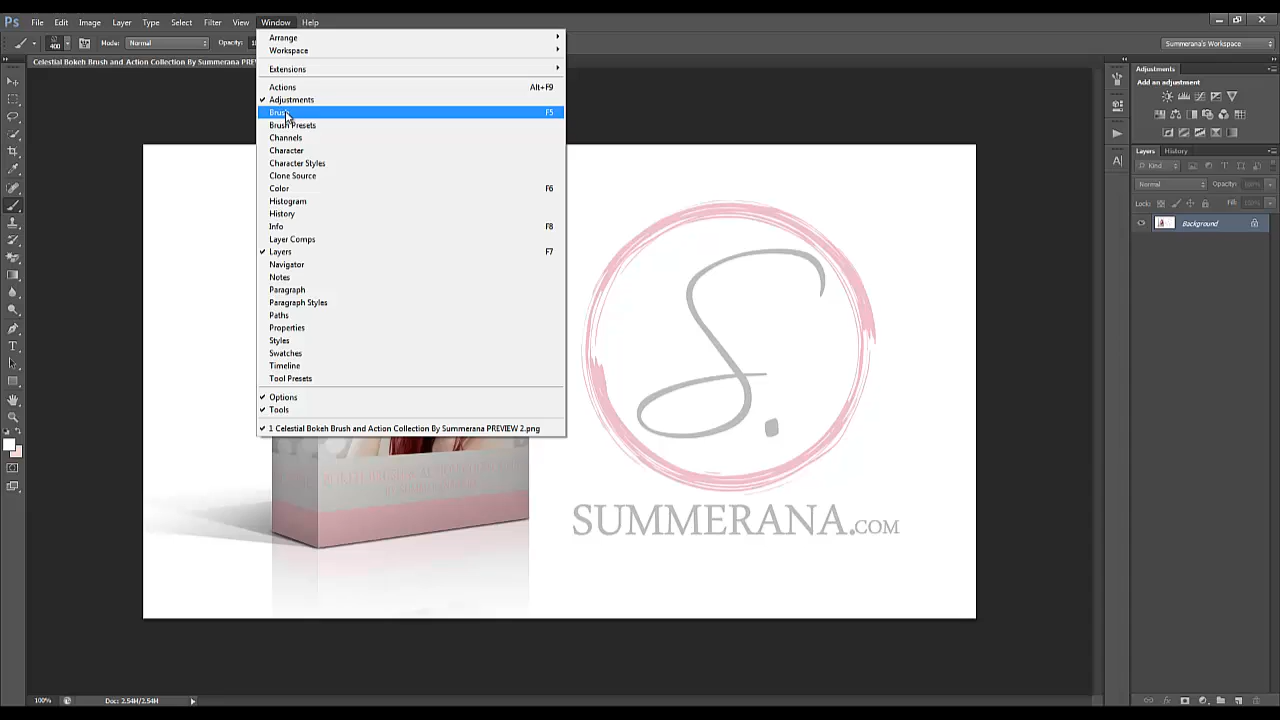 Ps File Edit Image Layer Type Select Filter View Window Help
400 Mode: Normal Opacity:
Summerana's Workspace
Celestial Bokeh Brush and Action Collection By Summerana PREVIEW
Arrange
Workspace
Extensions
Actions Alt+F9
Adjustments
Brush F5
Brush Presets
Channels
Character
Character Styles
Clone Source
Color F6
Histogram
History
Info F8
Layer Comps
Layers F7
Navigator
Notes
Paragraph
Paragraph Styles
Paths
Properties
Styles
Swatches
Timeline
Tool Presets
Options
Tools
1 Celestial Bokeh Brush and Action Collection By Summerana PREVIEW 2.png
Adjustments
Add an adjustment
Layers History
Kind
Normal Opacity:
Lock: Fill:
Background
S.
SUMMERANA.COM
100% Doc: 2.54M/2.54M